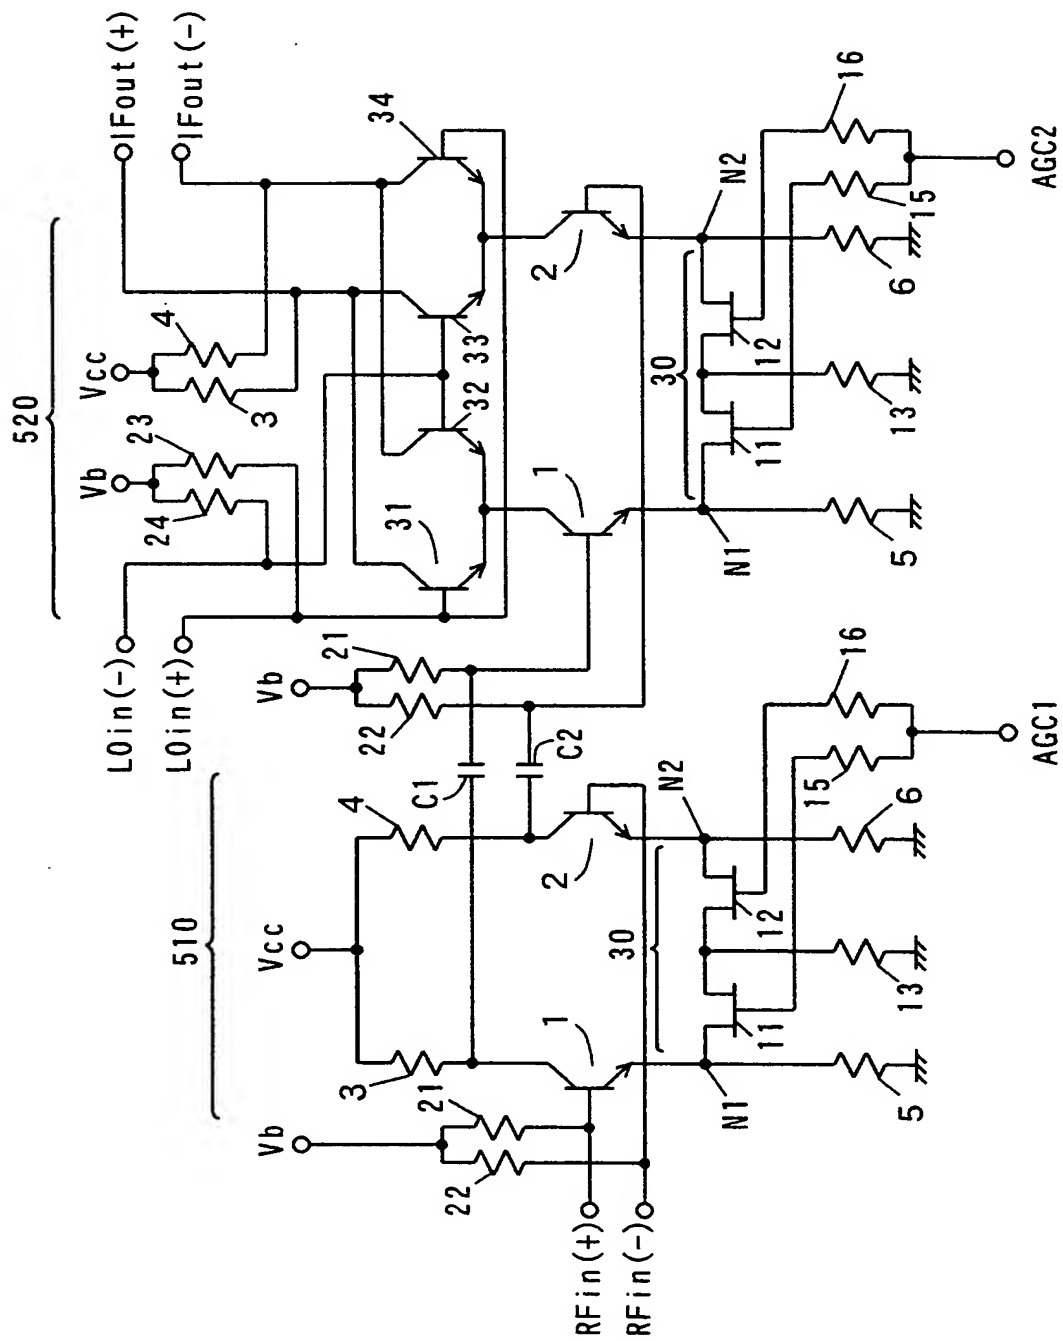 IFout(+)
IFout(-)
34
16
520
Vcc
4
3
33
2
N2
15
6
AGC2
Vb
23
24
32
30
12
13
11
31
1
N1
5
LOin(-)
LOin(+)
Vb
21
22
C1
C2
510
Vcc
4
3
2
N2
16
15
6
AGC1
30
12
13
11
1
N1
5
Vb
21
22
RFin(+)
RFin(-)